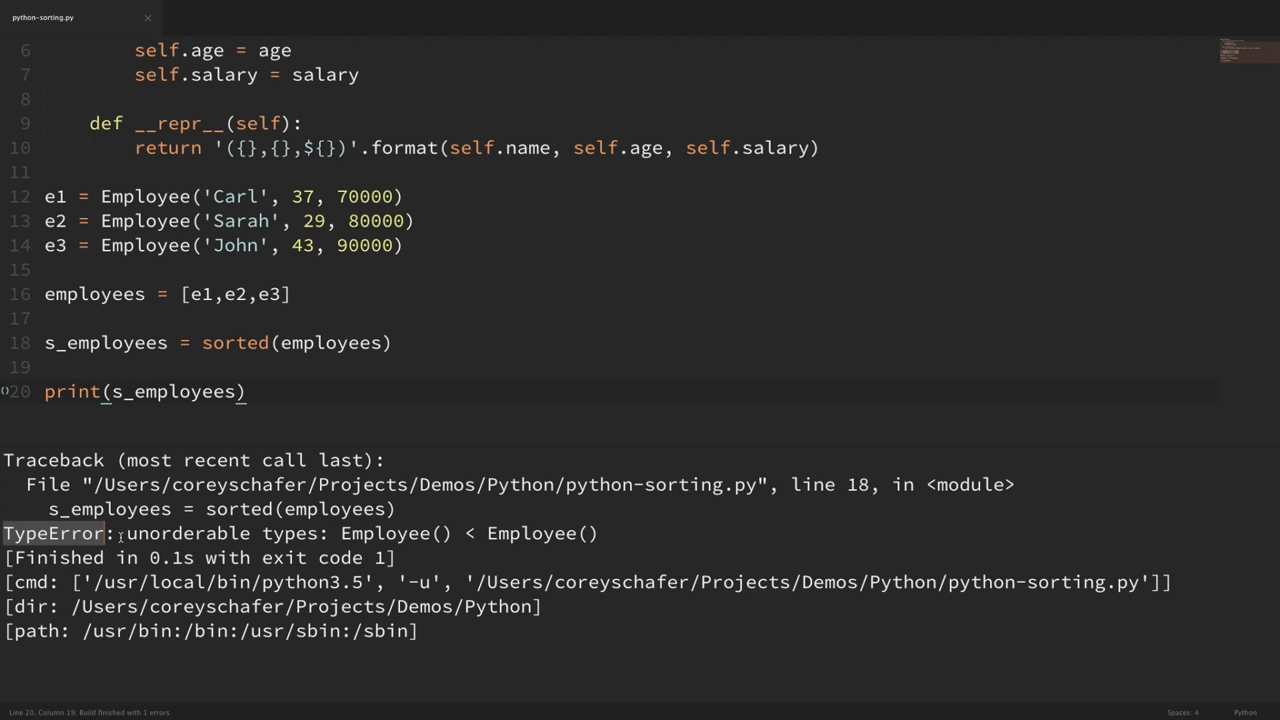 python-sorting.py ×
6 self.age = age
7 self.salary = salary
8
9 def __repr__(self):
10 return '({},{},${})'.format(self.name, self.age, self.salary)
11
12 e1 = Employee('Carl', 37, 70000)
13 e2 = Employee('Sarah', 29, 80000)
14 e3 = Employee('John', 43, 90000)
15
16 employees = [e1,e2,e3]
17
18 s_employees = sorted(employees)
19
()20 print(s_employees)
Traceback (most recent call last):
File "/Users/coreyschafer/Projects/Demos/Python/python-sorting.py", line 18, in <module>
s_employees = sorted(employees)
TypeError: unorderable types: Employee() < Employee()
[Finished in 0.1s with exit code 1]
[cmd: ['/usr/local/bin/python3.5', '-u', '/Users/coreyschafer/Projects/Demos/Python/python-sorting.py']]
[dir: /Users/coreyschafer/Projects/Demos/Python]
[path: /usr/bin:/bin:/usr/sbin:/sbin]
Line 20, Column 19; Build finished with 1 errors Spaces: 4 Python